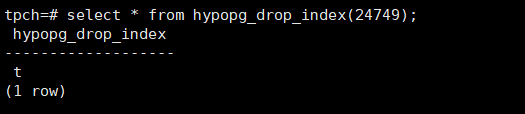 tpch=# select * from hypopg_drop_index(24749);
 hypopg_drop_index
-------------------
 t
(1 row)